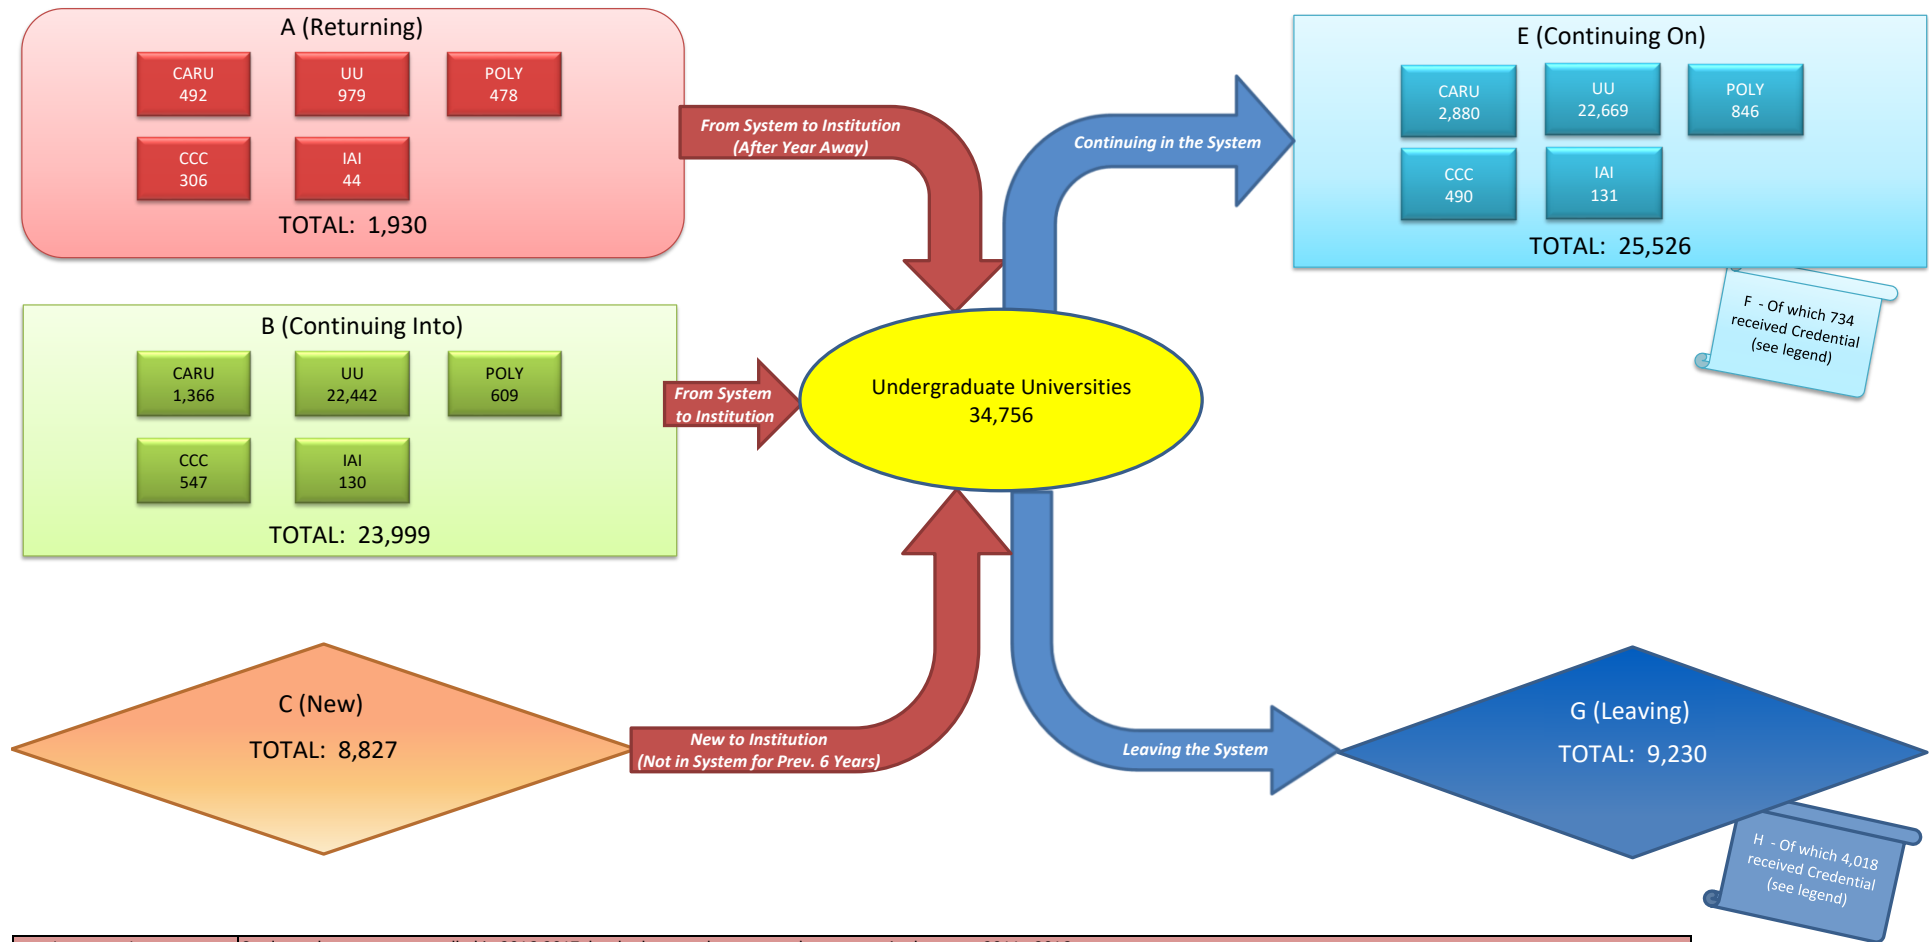 A (Returning)
CARU
492
UU
979
POLY
478
CCC
306
IAI
44
TOTAL: 1,930
From System to Institution
(After Year Away)
B (Continuing Into)
CARU
1,366
UU
22,442
POLY
609
CCC
547
IAI
130
TOTAL: 23,999
From System
to Institution
C (New)
TOTAL: 8,827
New to Institution
(Not in System for Prev. 6 Years)
Undergraduate Universities
34,756
Continuing in the System
E (Continuing On)
CARU
2,880
UU
22,669
POLY
846
CCC
490
IAI
131
TOTAL: 25,526
F - Of which 734
received Credential
(see legend)
Leaving the System
G (Leaving)
TOTAL: 9,230
H - Of which 4,018
received Credential
(see legend)